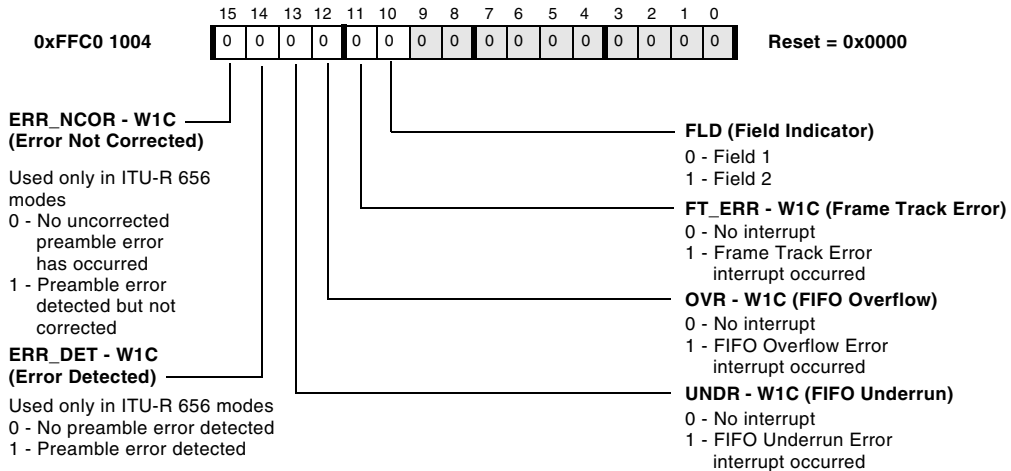 15 14 13 12 11 10 9 8 7 6 5 4 3 2 1 0
0xFFC0 1004
0 0 0 0 0 0 0 0 0 0 0 0 0 0 0 0
Reset = 0x0000
ERR_NCOR - W1C
(Error Not Corrected)
Used only in ITU-R 656
modes
0 - No uncorrected
preamble error
has occurred
1 - Preamble error
detected but not
corrected
ERR_DET - W1C
(Error Detected)
Used only in ITU-R 656 modes
0 - No preamble error detected
1 - Preamble error detected
FLD (Field Indicator)
0 - Field 1
1 - Field 2
FT_ERR - W1C (Frame Track Error)
0 - No interrupt
1 - Frame Track Error
interrupt occurred
OVR - W1C (FIFO Overflow)
0 - No interrupt
1 - FIFO Overflow Error
interrupt occurred
UNDR - W1C (FIFO Underrun)
0 - No interrupt
1 - FIFO Underrun Error
interrupt occurred